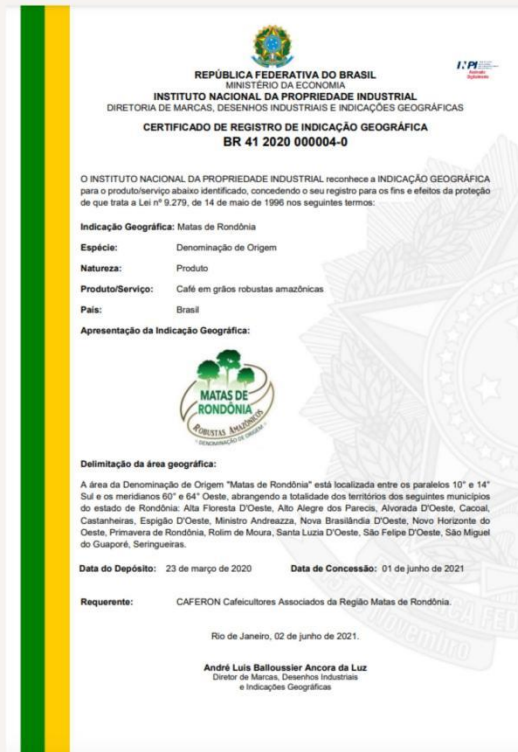 REPÚBLICA FEDERATIVA DO BRASIL
MINISTÉRIO DA ECONOMIA
INSTITUTO NACIONAL DA PROPRIEDADE INDUSTRIAL
DIRETORIA DE MARCAS, DESENHOS INDUSTRIAIS E INDICAÇÕES GEOGRÁFICAS
INPI
Assinado
Digitalmente
CERTIFICADO DE REGISTRO DE INDICAÇÃO GEOGRÁFICA
BR 41 2020 000004-0
O INSTITUTO NACIONAL DA PROPRIEDADE INDUSTRIAL reconhece a INDICAÇÃO GEOGRÁFICA
para o produto/serviço abaixo identificado, concedendo o seu registro para os fins e efeitos da proteção
de que trata a Lei nº 9.279, de 14 de maio de 1996 nos seguintes termos:
Indicação Geográfica: Matas de Rondônia
Espécie: Denominação de Origem
Natureza: Produto
Produto/Serviço: Café em grãos robustas amazônicas
País: Brasil
Apresentação da Indicação Geográfica:
MATAS DE
RONDÔNIA
ROBUSTAS AMAZÔNICOS
DENOMINAÇÃO DE ORIGEM
Delimitação da área geográfica:
A área da Denominação de Origem "Matas de Rondônia" está localizada entre os paralelos 10° e 14°
Sul e os meridianos 60° e 64° Oeste, abrangendo a totalidade dos territórios dos seguintes municípios
do estado de Rondônia: Alta Floresta D'Oeste, Alto Alegre dos Parecis, Alvorada D'Oeste, Cacoal,
Castanheiras, Espigão D'Oeste, Ministro Andreazza, Nova Brasilândia D'Oeste, Novo Horizonte do
Oeste, Primavera de Rondônia, Rolim de Moura, Santa Luzia D'Oeste, São Felipe D'Oeste, São Miguel
do Guaporé, Seringueiras.
Data do Depósito: 23 de março de 2020 Data de Concessão: 01 de junho de 2021
Requerente: CAFERON Cafeicultores Associados da Região Matas de Rondônia.
Rio de Janeiro, 02 de junho de 2021.
André Luis Balloussier Ancora da Luz
Diretor de Marcas, Desenhos Industriais
e Indicações Geográficas